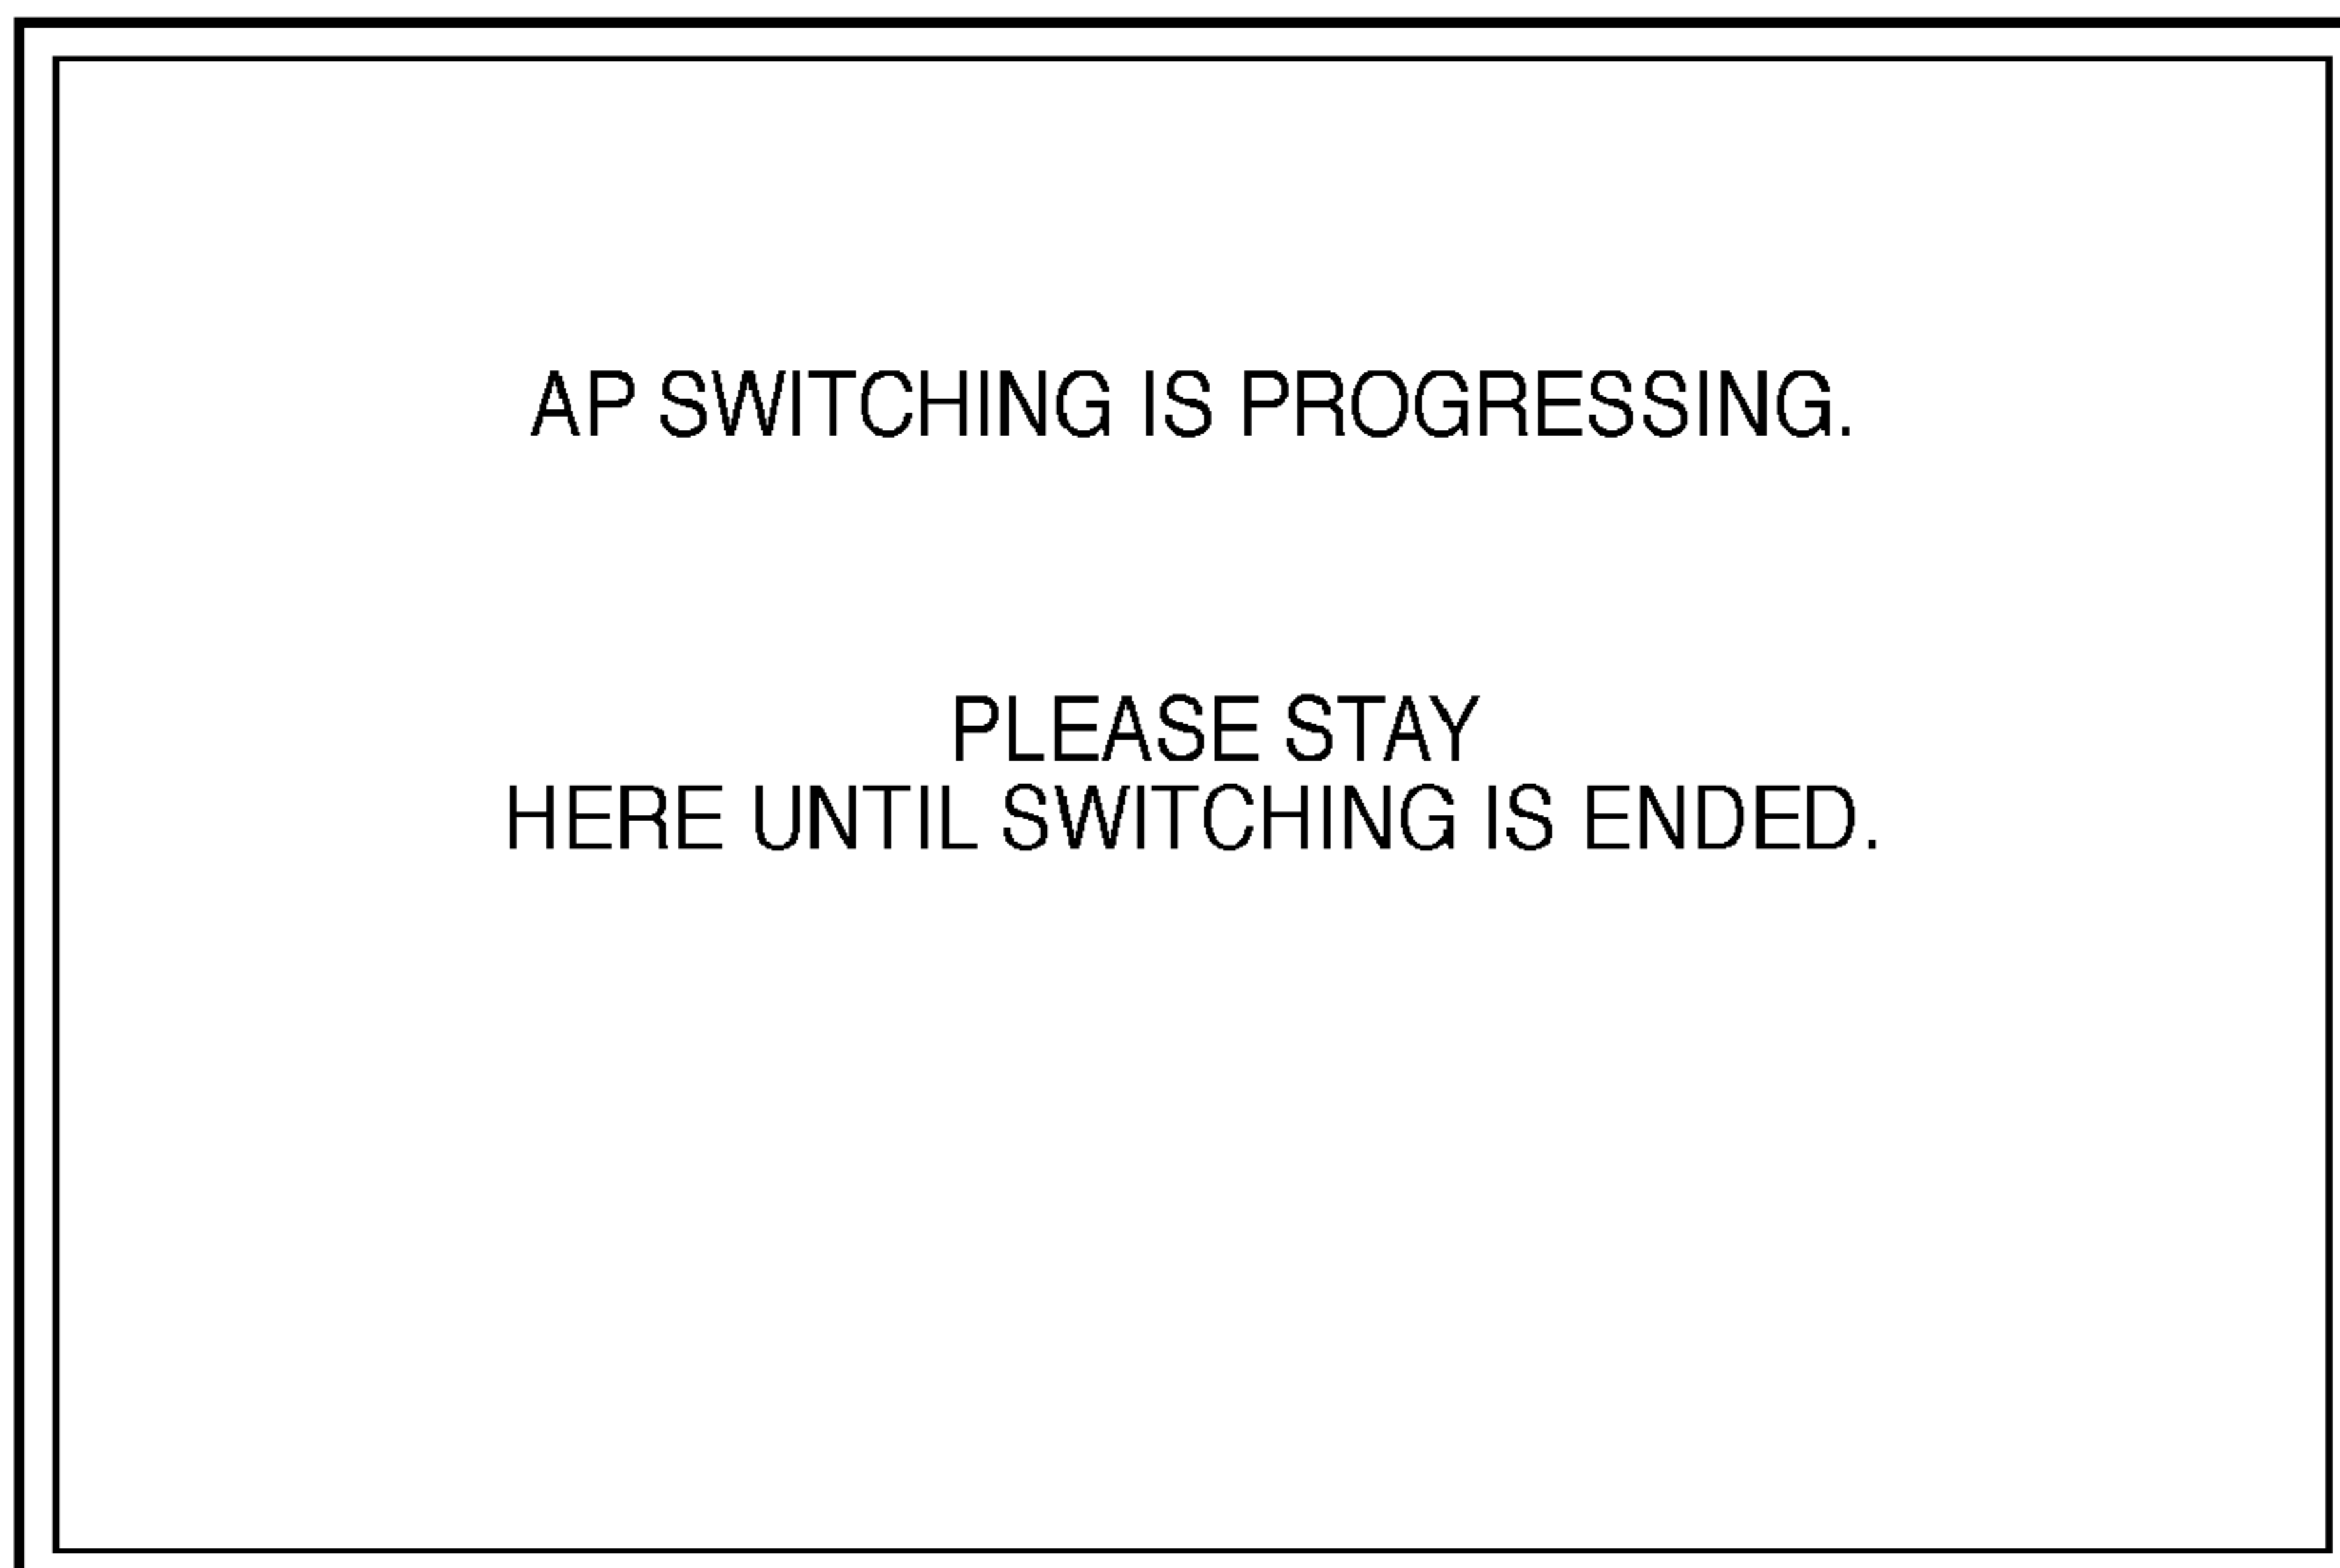 AP SWITCHING IS PROGRESSING.
PLEASE STAY
HERE UNTIL SWITCHING IS ENDED.